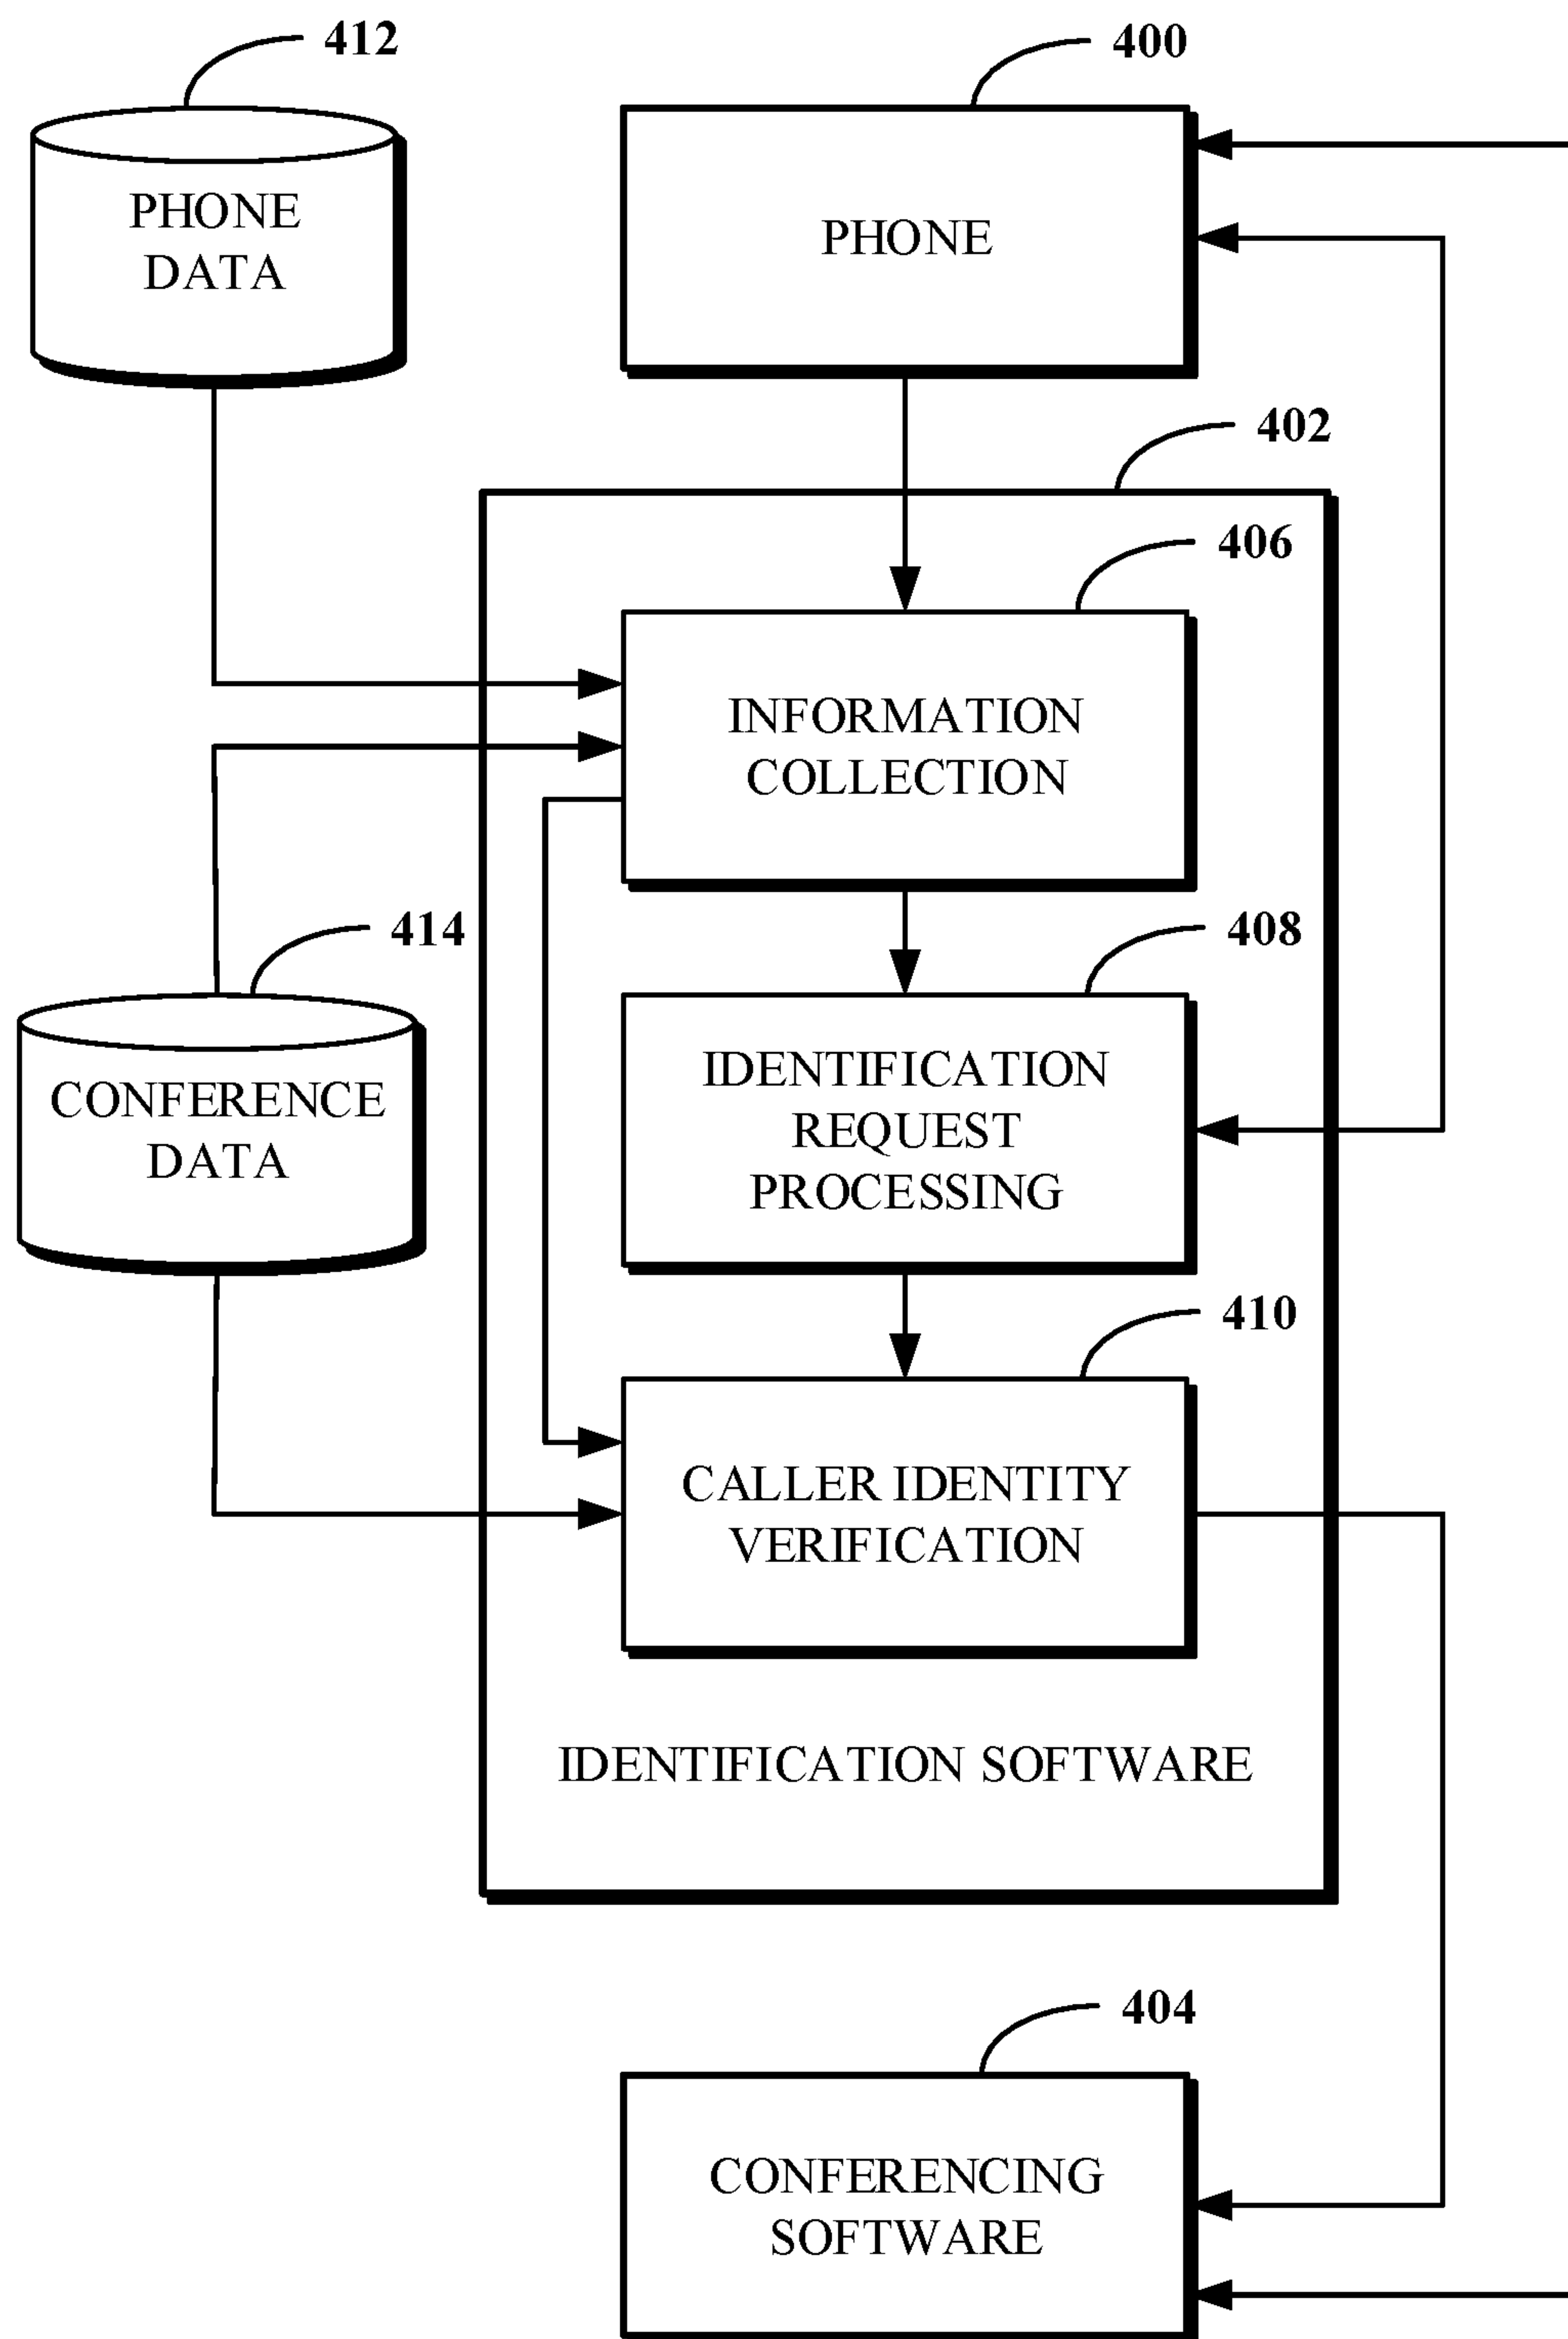 412
400
PHONE
DATA
PHONE
402
406
INFORMATION
COLLECTION
414
408
CONFERENCE
DATA
IDENTIFICATION
REQUEST
PROCESSING
410
CALLER IDENTITY
VERIFICATION
IDENTIFICATION SOFTWARE
404
CONFERENCING
SOFTWARE